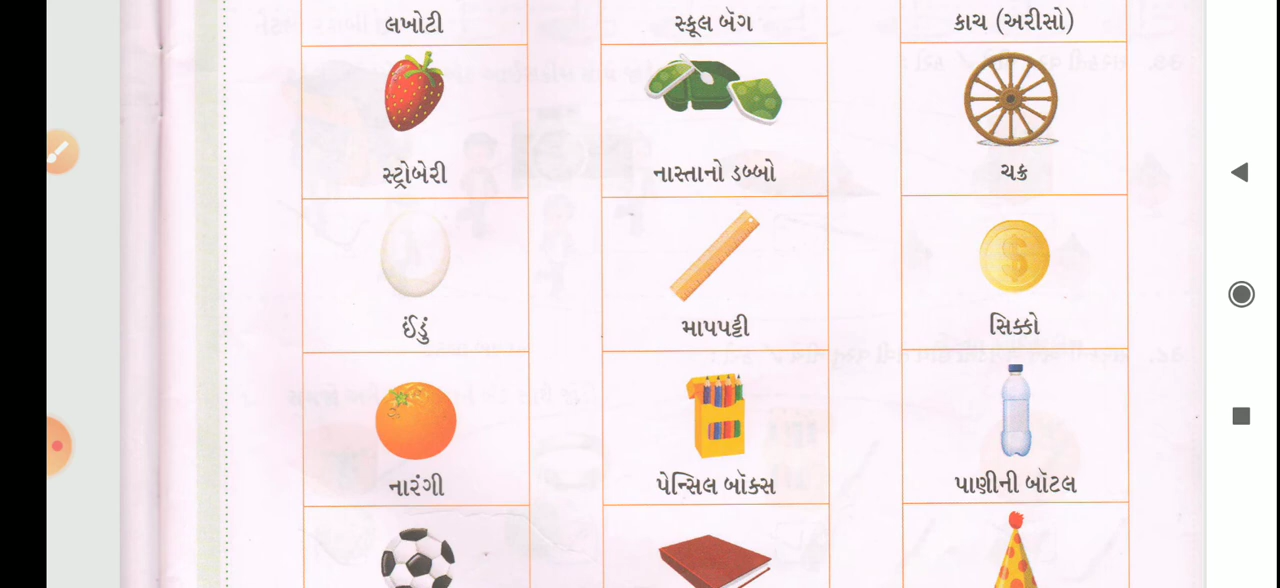 લખોટી સ્કૂલ બૅગ કાચ (અરીસો)
સ્ટ્રોબેરી નાસ્તાનો ડબ્બો ચક્ર
ઈંડું માપપટ્ટી સિક્કો
નારંગી પેન્સિલ બૉક્સ પાણીની બૉટલ